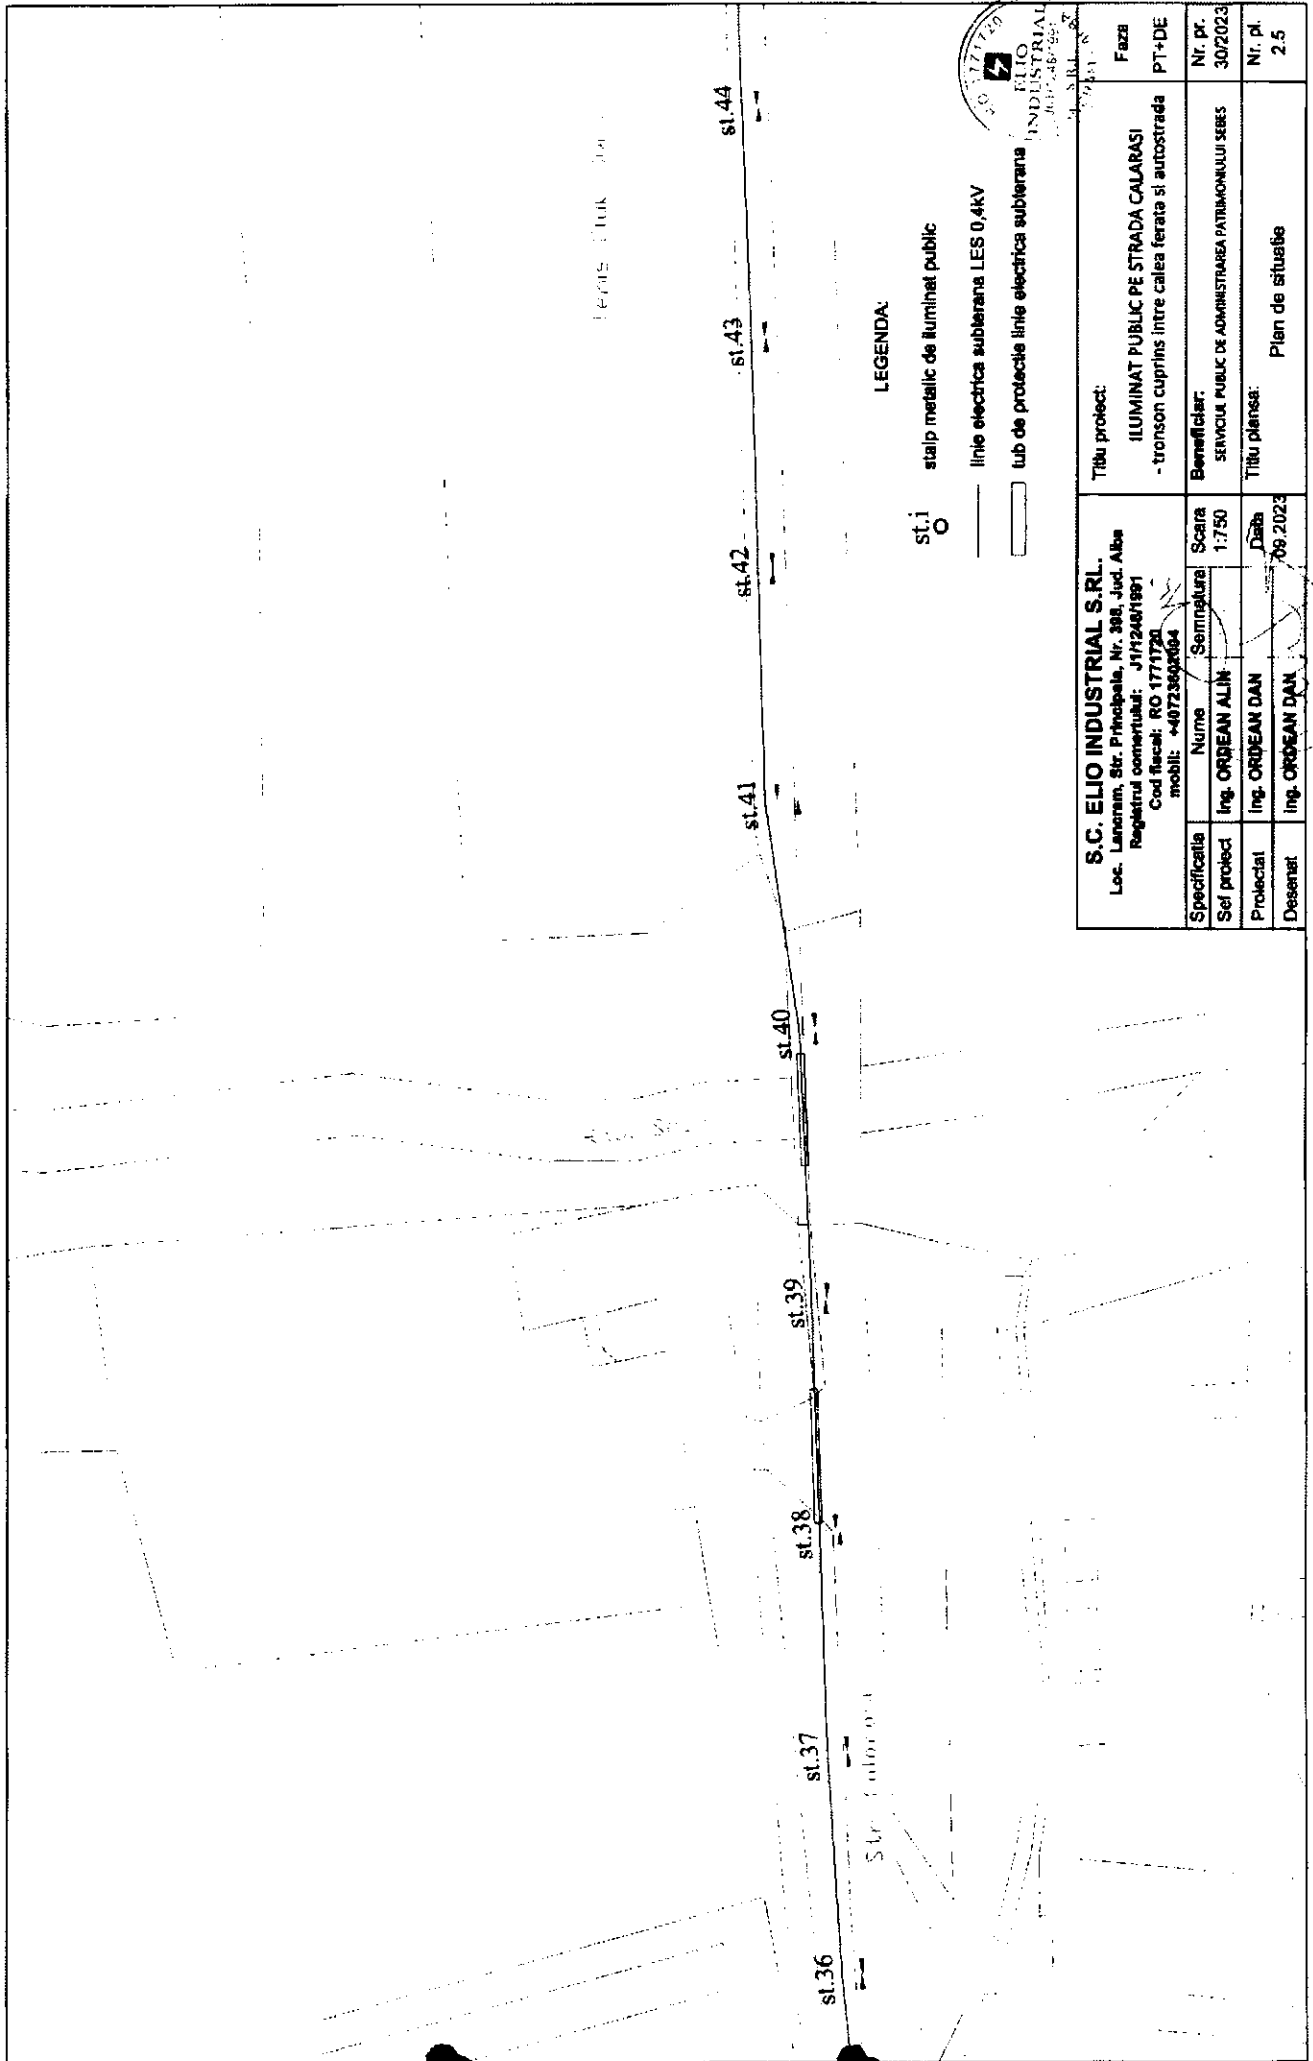 st.36
st.37
st.38
st.39
st.40
st.41
st.42
st.43
st.44
Str.
LEGENDA:
st.i
stalp metalic de iluminat public
linie electrica subterana LES 0,4kV
tub de protectie linie electrica subterana
ELIO
INDUSTRIAL
S.C. ELIO INDUSTRIAL S.RL.
Loc. Lancram, Str. Principala, Nr. 398, Jud. Alba
Registrul comertului: J1/1248/1991
Cod fiscal: RO 1771720
mobil:
Titlu proiect:
ILUMINAT PUBLIC PE STRADA CALARASI
- tronson cuprins intre calea ferata si autostrada
Faza
PT+DE
Specificatia Nume Semnatura Scara
1:750
Beneficiar:
SERVICIUL PUBLIC DE ADMINISTRAREA PATRIMONIULUI SEBES
Nr. pr.
30/2023
Sef proiect Ing. ORDEAN ALIN
Proiectat Ing. ORDEAN DAN
Desenat Ing. ORDEAN DAN
Data
09.2023
Titlu plansa:
Plan de situatie
Nr. pl.
2.5